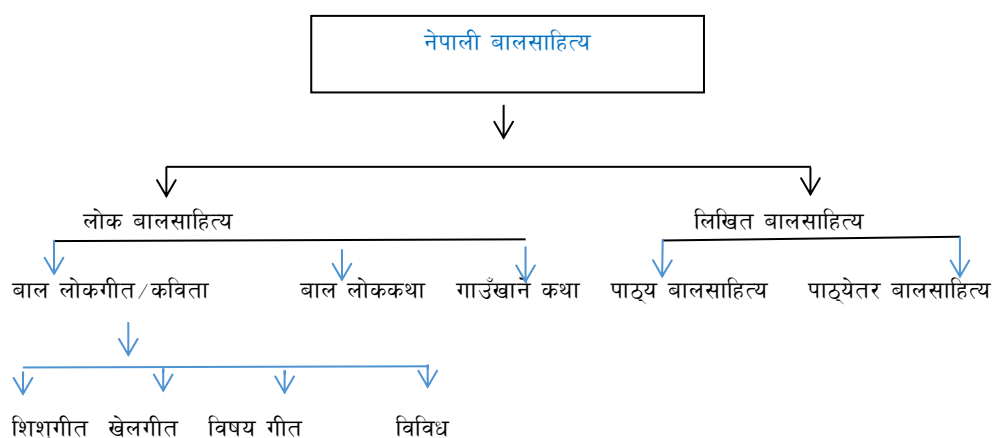 नेपाली बालसाहित्य
लोक बालसाहित्य लिखित बालसाहित्य
बाल लोकगीत/कविता बाल लोककथा गाउँखाने कथा पाठ्य बालसाहित्य पाठ्येतर बालसाहित्य
शिशुगीत खेलगीत विषय गीत विविध